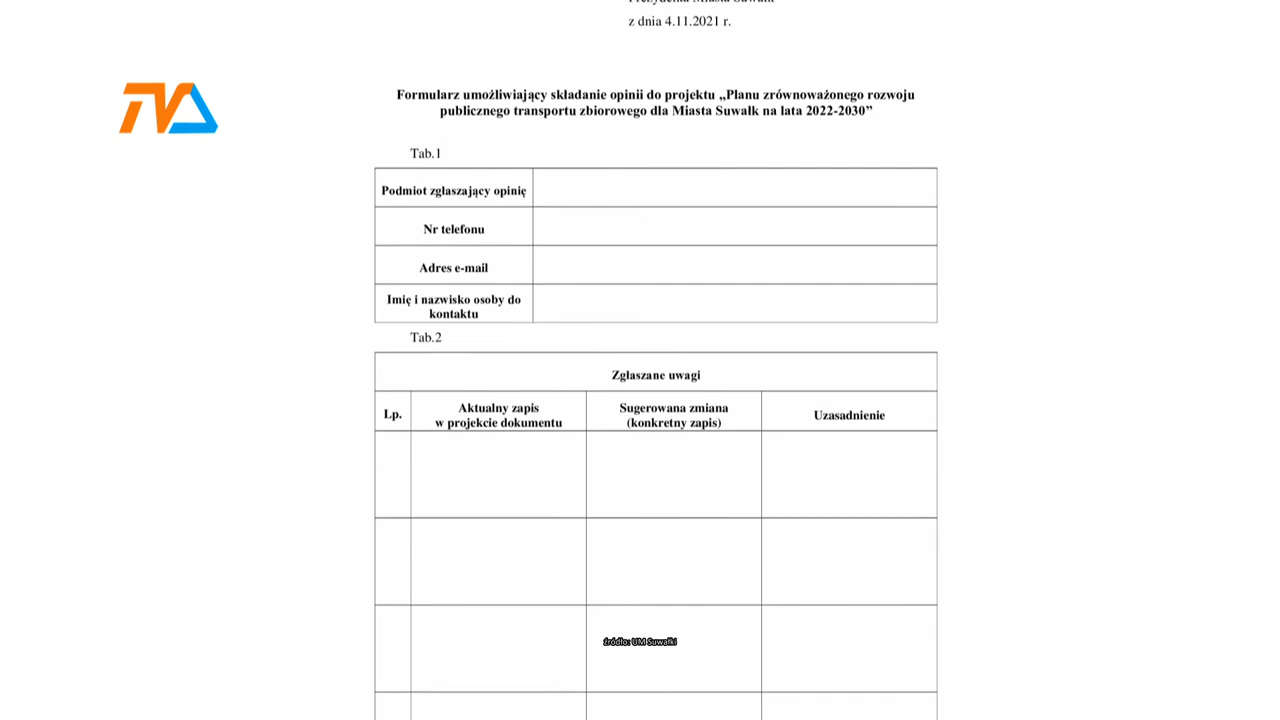 z dnia 4.11.2021 r.
TVA
Formularz umożliwiający składanie opinii do projektu „Planu zrównoważonego rozwoju
publicznego transportu zbiorowego dla Miasta Suwałk na lata 2022-2030”
Tab.1
Podmiot zgłaszający opinię
Nr telefonu
Adres e-mail
Imię i nazwisko osoby do
kontaktu
Tab.2
Zgłaszane uwagi
Lp.
Aktualny zapis
w projekcie dokumentu
Sugerowana zmiana
(konkretny zapis)
Uzasadnienie
źródło: UM Suwałki